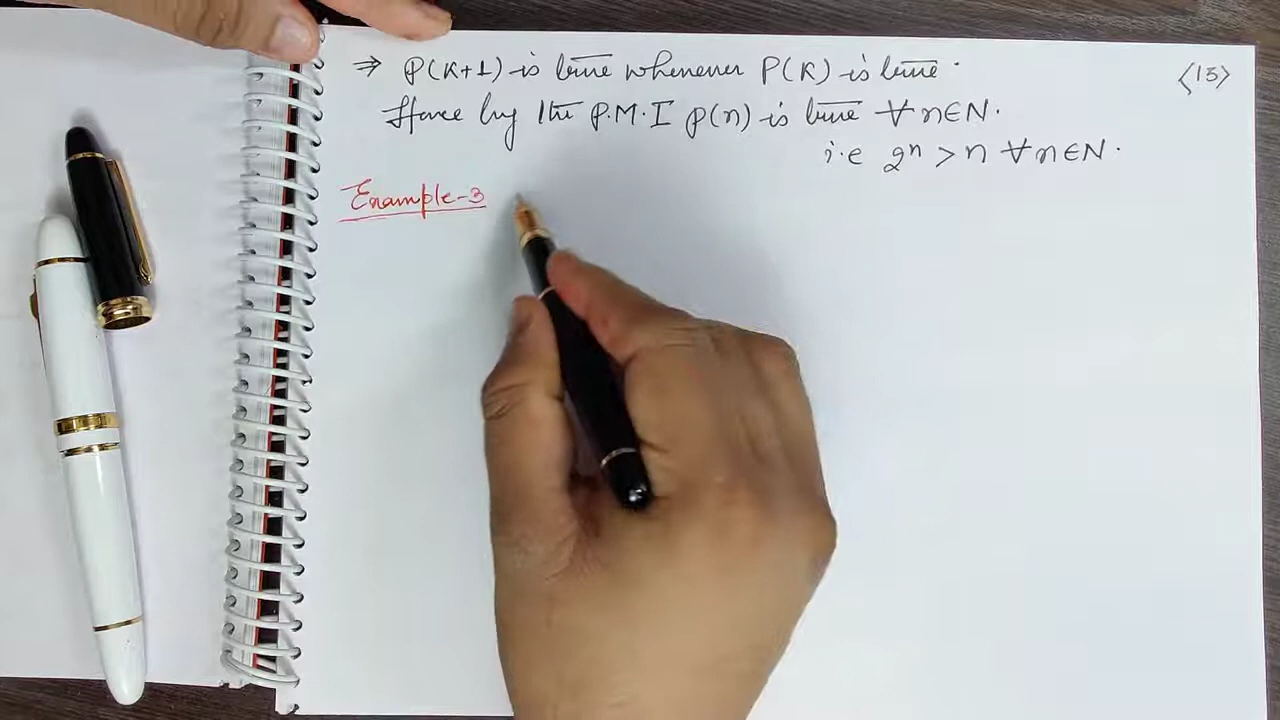 ⇒ P(K+1) is true whenever P(K) is true. <13>
Hence by the P.M.I P(n) is true ∀ n∈N.
i.e 2ⁿ > n ∀ n∈N.
Example-3